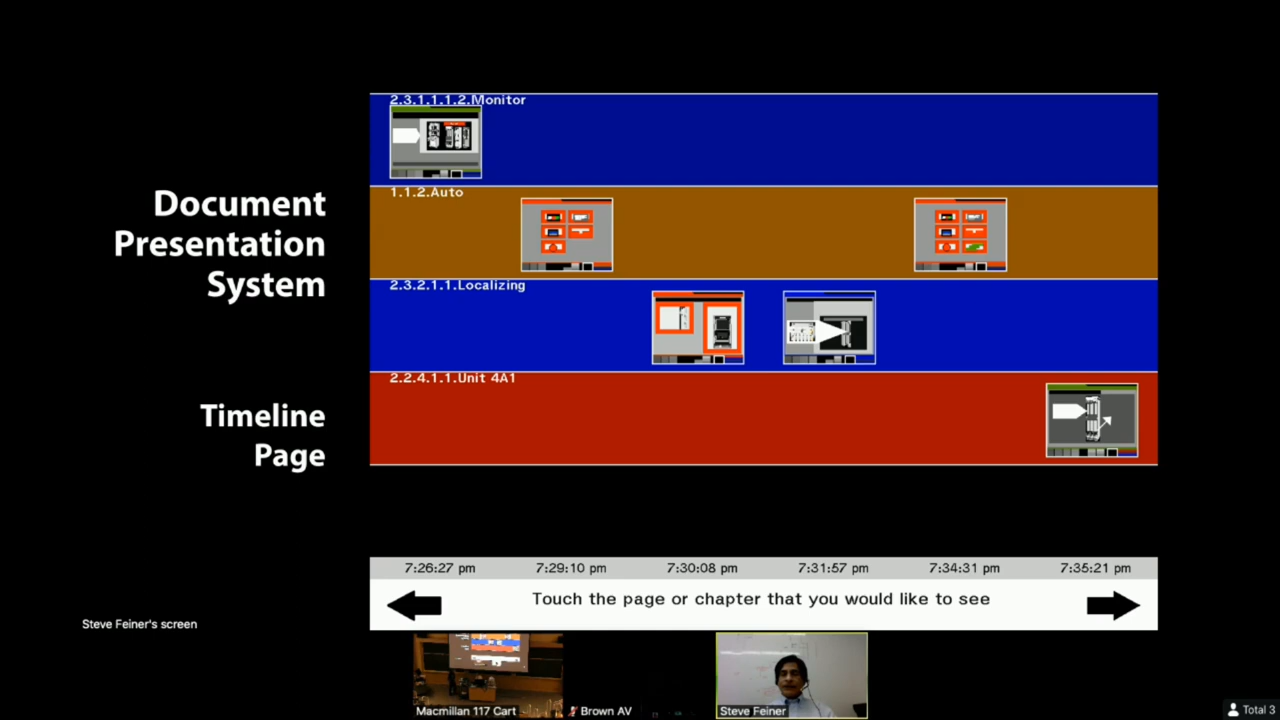 Document
Presentation
System
Timeline
Page
2.3.1.1.1.2.Monitor
1.1.2.Auto
2.3.2.1.1.Localizing
2.2.4.1.1.Unit 4A1
7:26:27 pm 7:29:10 pm 7:30:08 pm 7:31:57 pm 7:34:31 pm 7:35:21 pm
Touch the page or chapter that you would like to see
Steve Feiner's screen
Macmillan 117 Cart
Brown AV
Steve Feiner
Total 3